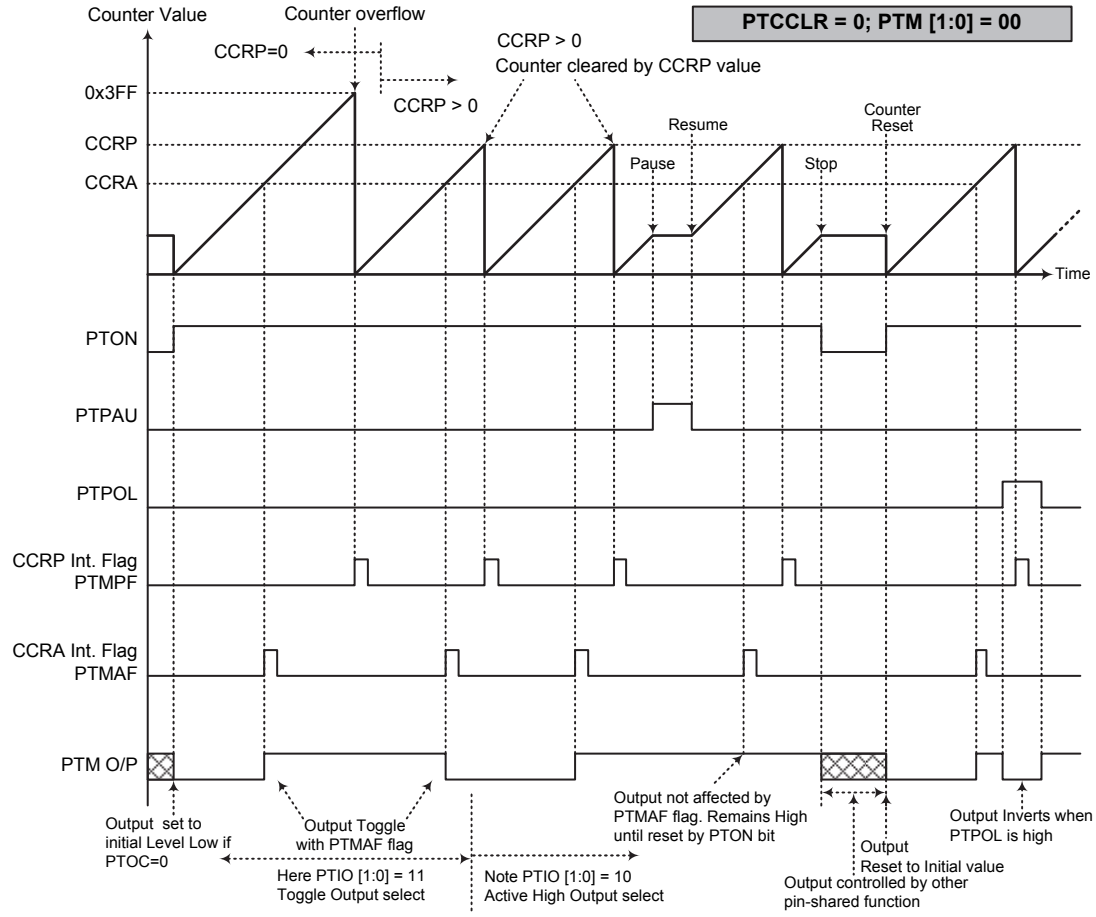 Counter Value
Counter overflow
PTCCLR = 0; PTM [1:0] = 00
CCRP=0
CCRP > 0
CCRP > 0
Counter cleared by CCRP value
0x3FF
CCRP
CCRA
Pause
Resume
Stop
Counter
Reset
Time
PTON
PTPAU
PTPOL
CCRP Int. Flag
PTMPF
CCRA Int. Flag
PTMAF
PTM O/P
Output set to
initial Level Low if
PTOC=0
Output Toggle
with PTMAF flag
Here PTIO [1:0] = 11
Toggle Output select
Note PTIO [1:0] = 10
Active High Output select
Output not affected by
PTMAF flag. Remains High
until reset by PTON bit
Output
Reset to Initial value
Output controlled by other
pin-shared function
Output Inverts when
PTPOL is high